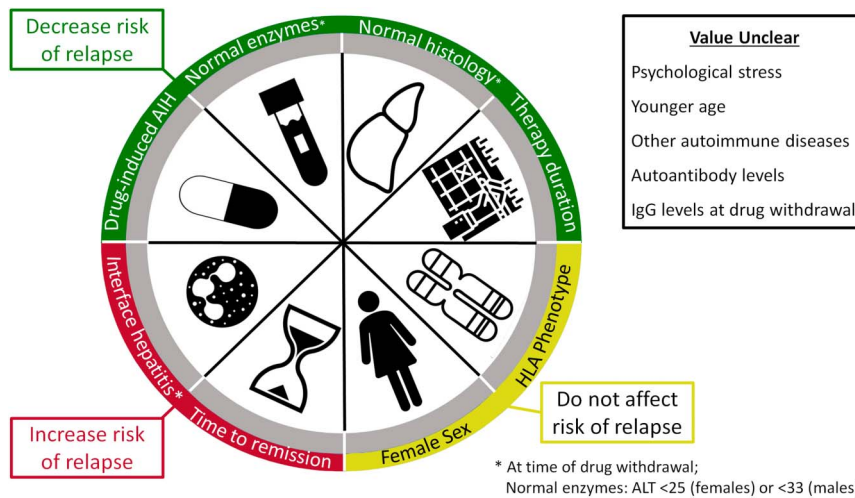 Decrease risk
of relapse
Normal enzymes*
Normal histology*
Drug-induced AIH
Therapy duration
Interface hepatitis*
Time to remission
Female Sex
HLA Phenotype
Increase risk
of relapse
Do not affect
risk of relapse
Value Unclear
Psychological stress
Younger age
Other autoimmune diseases
Autoantibody levels
IgG levels at drug withdrawal
* At time of drug withdrawal;
Normal enzymes: ALT <25 (females) or <33 (males